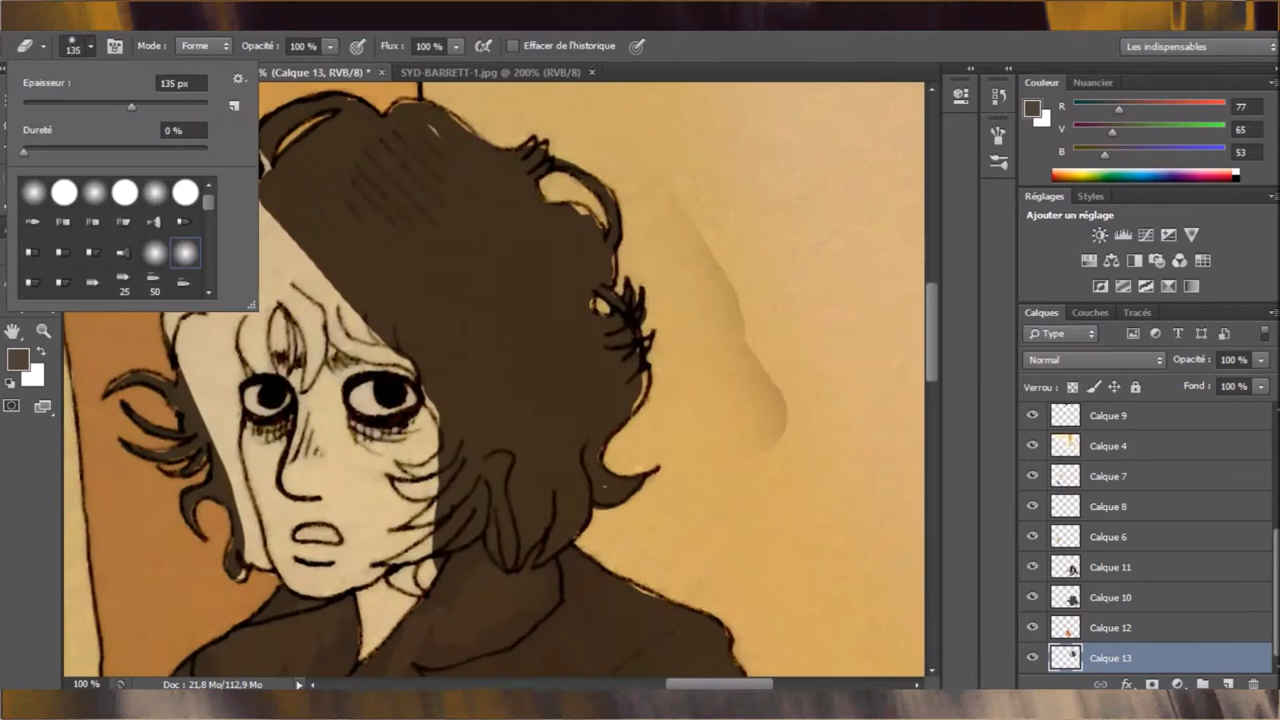 135 Mode : Forme Opacité : 100 % Flux : 100 % Effacer de l'historique Les indispensables
Epaisseur : 135 px
% (Calque 13, RVB/8) * × SYD-BARRETT-1.jpg @ 200% (RVB/8) ×
Dureté : 0 %
25 50
Couleur Nuancier
R 77
V 65
B 53
Réglages Styles
Ajouter un réglage
Calques Couches Tracés
Type
Normal Opacité : 100 %
Verrou : Fond : 100 %
Calque 9
Calque 4
Calque 7
Calque 8
Calque 6
Calque 11
Calque 10
Calque 12
Calque 13
100 % Doc : 21,8 Mo/112,9 Mo